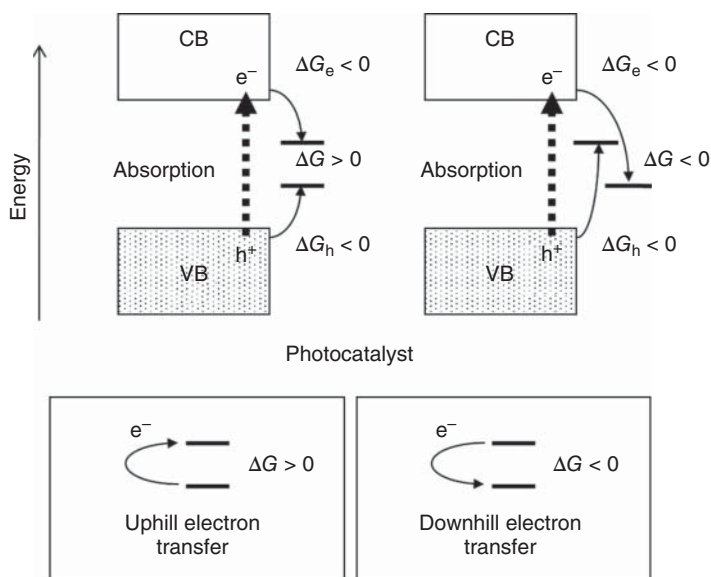 Energy
CB
e⁻
ΔGₑ < 0
Absorption
ΔG > 0
h⁺
ΔGₕ < 0
VB
CB
e⁻
ΔGₑ < 0
Absorption
ΔG < 0
h⁺
ΔGₕ < 0
VB
Photocatalyst
e⁻
ΔG > 0
Uphill electron
transfer
e⁻
ΔG < 0
Downhill electron
transfer